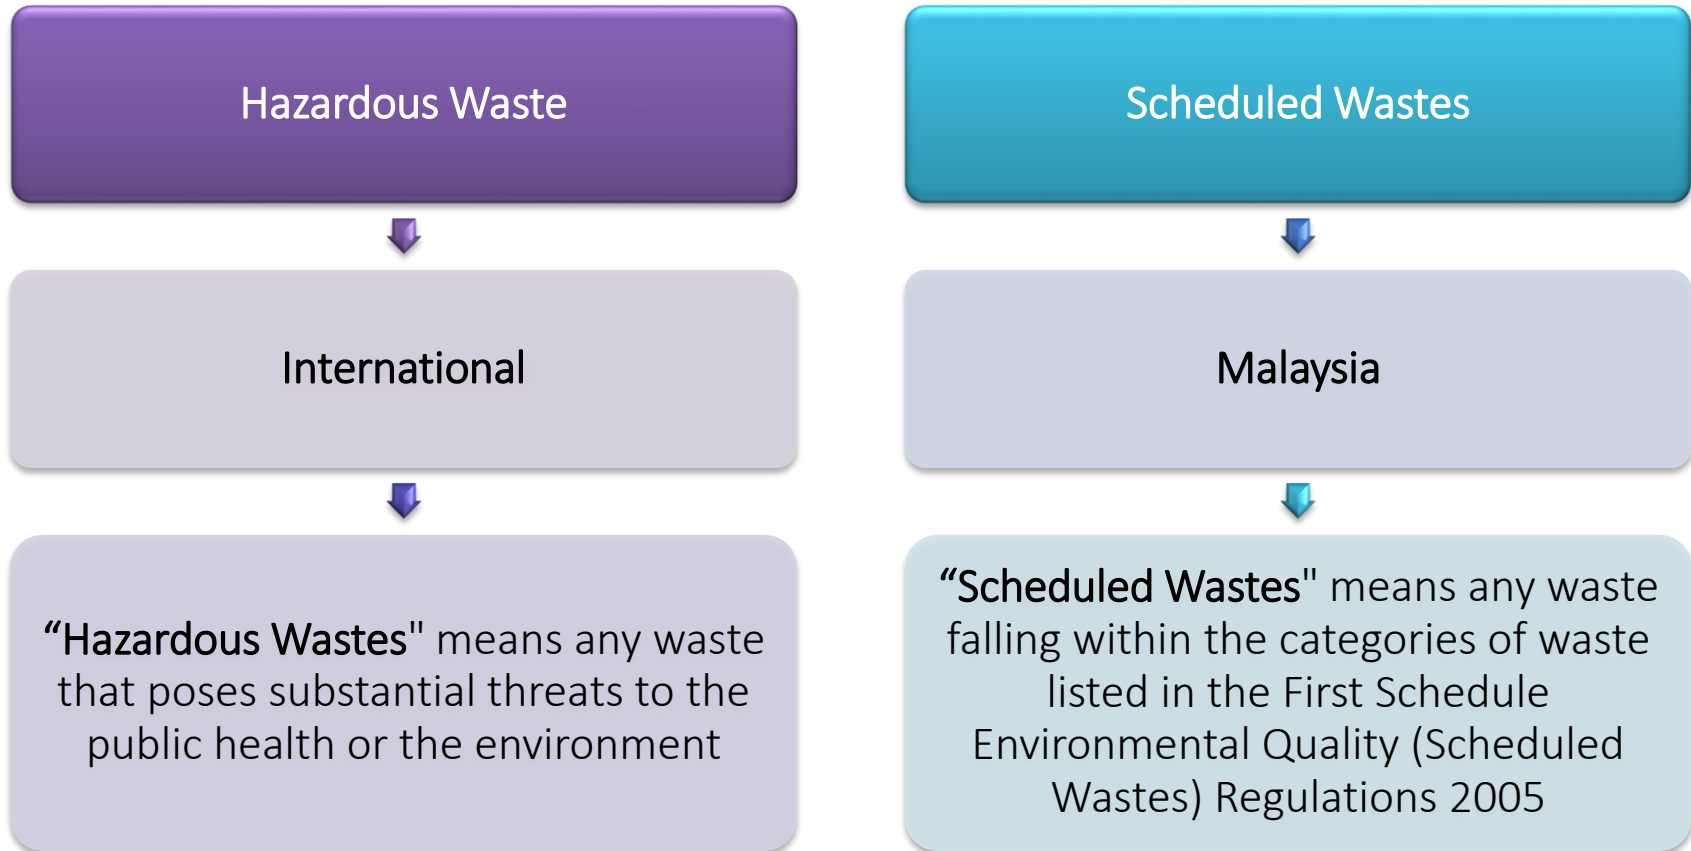 Hazardous Waste
International
“Hazardous Wastes" means any waste
that poses substantial threats to the
public health or the environment
Scheduled Wastes
Malaysia
“Scheduled Wastes" means any waste
falling within the categories of waste
listed in the First Schedule
Environmental Quality (Scheduled
Wastes) Regulations 2005